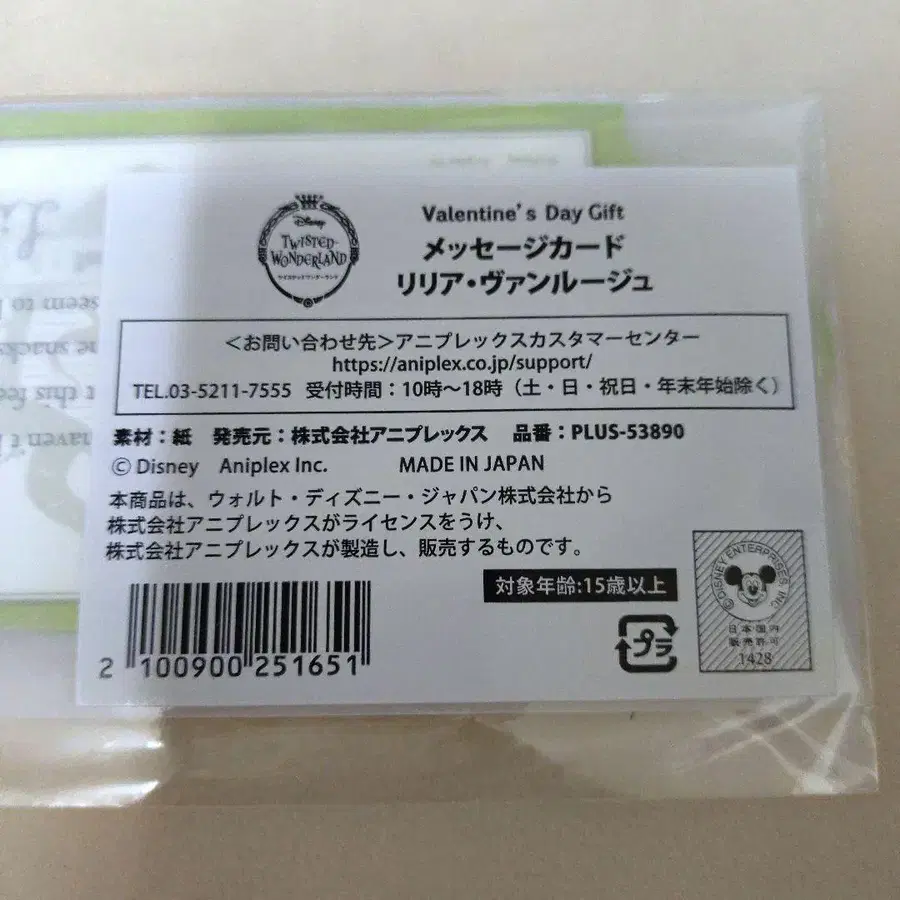 Disney
TWISTED-
WONDERLAND
ツイステッドワンダーランド
Valentine's Day Gift
メッセージカード
リリア・ヴァンルージュ
＜お問い合わせ先＞アニプレックスカスタマーセンター
https://aniplex.co.jp/support/
TEL.03-5211-7555 受付時間：10時～18時（土・日・祝日・年末年始除く）
素材：紙 発売元：株式会社アニプレックス 品番：PLUS-53890
© Disney Aniplex Inc. MADE IN JAPAN
本商品は、ウォルト・ディズニー・ジャパン株式会社から
株式会社アニプレックスがライセンスをうけ、
株式会社アニプレックスが製造し、販売するものです。
対象年齢:15歳以上
2 100900 251651
プラ
©DISNEY ENTERPRISES INC
日本国内
販売許可
1428
seem to
snacks
this fee
haven't